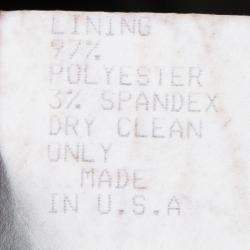 LINING
97%
POLYESTER
3% SPANDEX
DRY CLEAN
ONLY
MADE
IN U.S.A